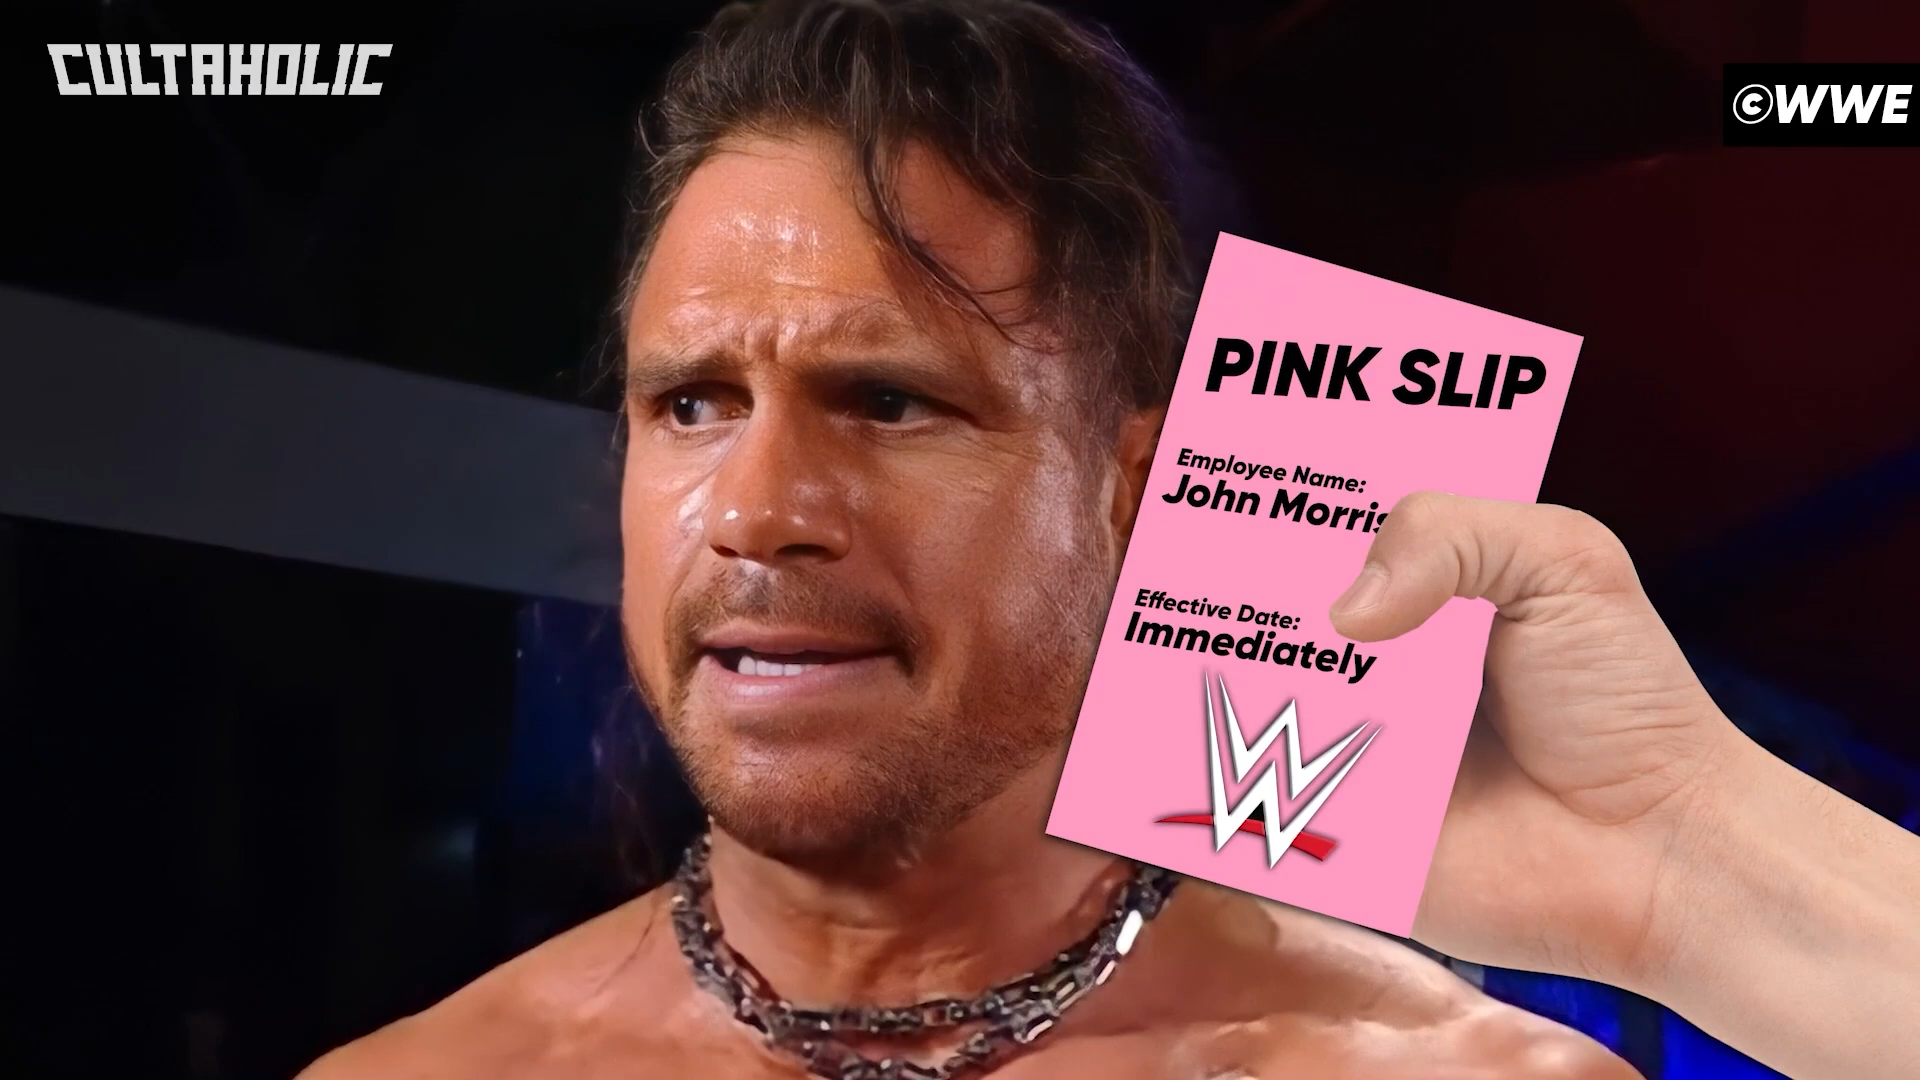 CULTAHOLIC
©WWE
PINK SLIP
Employee Name:
John Morris
Effective Date:
Immediately
W